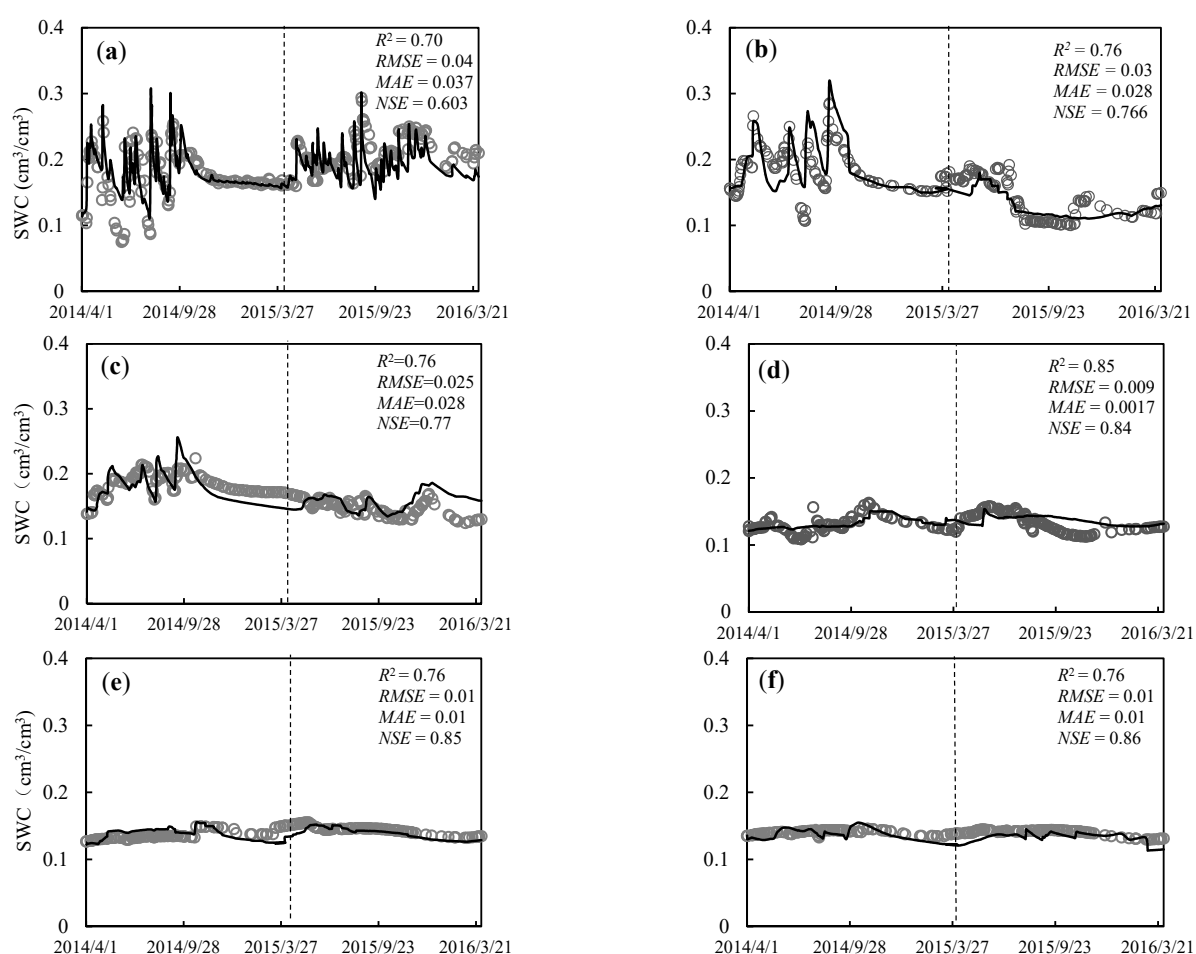 0.4
0.3
0.2
0.1
0
SWC (cm³/cm³)
(a)
R² = 0.70
RMSE = 0.04
MAE = 0.037
NSE = 0.603
2014/4/1 2014/9/28 2015/3/27 2015/9/23 2016/3/21
0.4
0.3
0.2
0.1
0
(b)
R² = 0.76
RMSE = 0.03
MAE = 0.028
NSE = 0.766
2014/4/1 2014/9/28 2015/3/27 2015/9/23 2016/3/21
0.4
0.3
0.2
0.1
0
SWC（cm³/cm³)
(c)
R²=0.76
RMSE=0.025
MAE=0.028
NSE=0.77
2014/4/1 2014/9/28 2015/3/27 2015/9/23 2016/3/21
0.4
0.3
0.2
0.1
0
(d)
R² = 0.85
RMSE = 0.009
MAE = 0.0017
NSE = 0.84
2014/4/1 2014/9/28 2015/3/27 2015/9/23 2016/3/21
0.4
0.3
0.2
0.1
0
SWC（cm³/cm³)
(e)
R² = 0.76
RMSE = 0.01
MAE = 0.01
NSE = 0.85
2014/4/1 2014/9/28 2015/3/27 2015/9/23 2016/3/21
0.4
0.3
0.2
0.1
0
(f)
R² = 0.76
RMSE = 0.01
MAE = 0.01
NSE = 0.86
2014/4/1 2014/9/28 2015/3/27 2015/9/23 2016/3/21